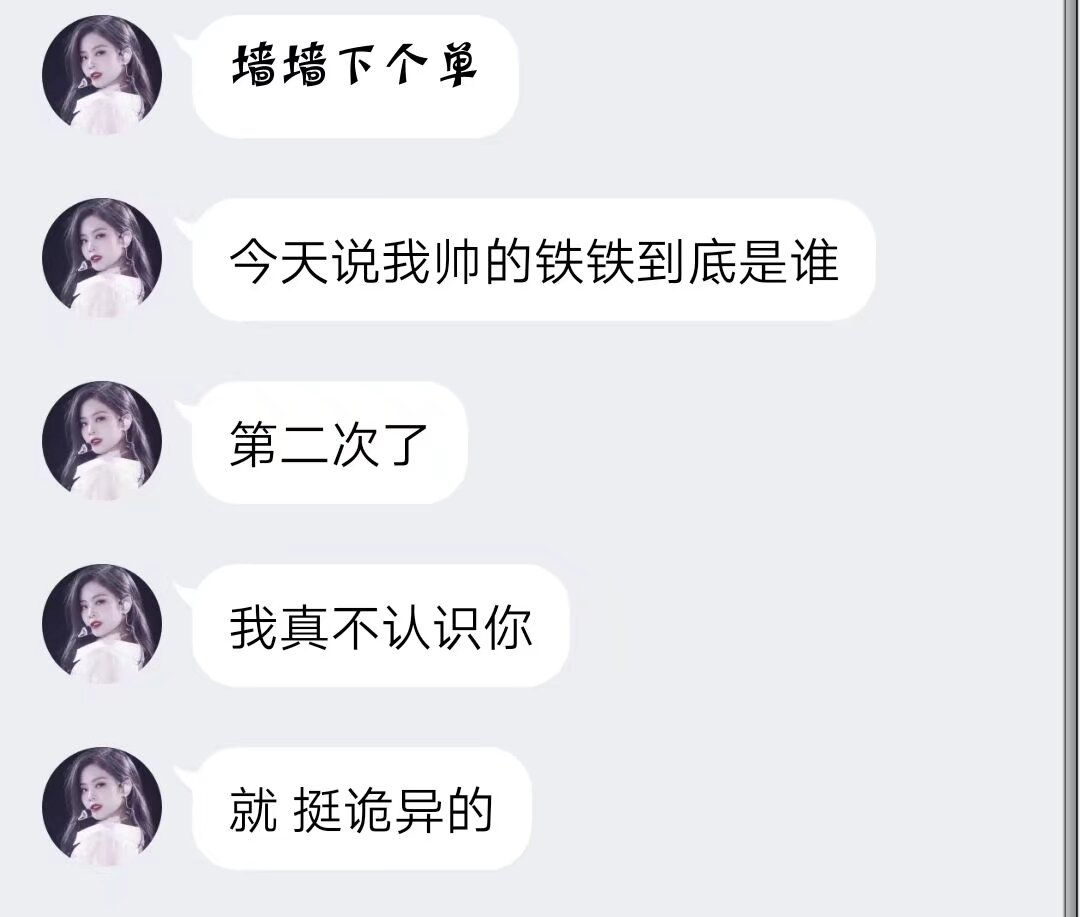 墙墙下个单
今天说我帅的铁铁到底是谁
第二次了
我真不认识你
就 挺诡异的